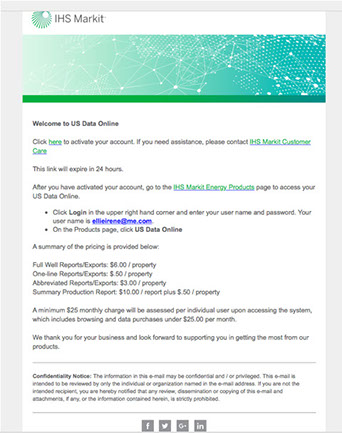 IHS Markit
Welcome to US Data Online
Click here to activate your account. If you need assistance, please contact IHS Markit Customer
Care
This link will expire in 24 hours.
After you have activated your account, go to the IHS Markit Energy Products page to access your
US Data Online.
• Click Login in the upper right hand corner and enter your user name and password. Your
user name is ellieirene@me.com.
• On the Products page, click US Data Online
A summary of the pricing is provided below:
Full Well Reports/Exports: $6.00 / property
One-line Reports/Exports: $.50 / property
Abbreviated Reports/Exports: $3.00 / property
Summary Production Report: $10.00 / report plus $.50 / property
A minimum $25 monthly charge will be assessed per individual user upon accessing the system,
which includes browsing and data purchases under $25.00 per month.
We thank you for your business and look forward to supporting you in getting the most from our
products.
Confidentiality Notice: The information in this e-mail may be confidential and / or privileged. This e-mail is
intended to be reviewed by only the individual or organization named in the e-mail address. If you are not the
intended recipient, you are hereby notified that any review, dissemination or copying of this e-mail and
attachments, if any, or the information contained herein, is strictly prohibited.
f
G+
in